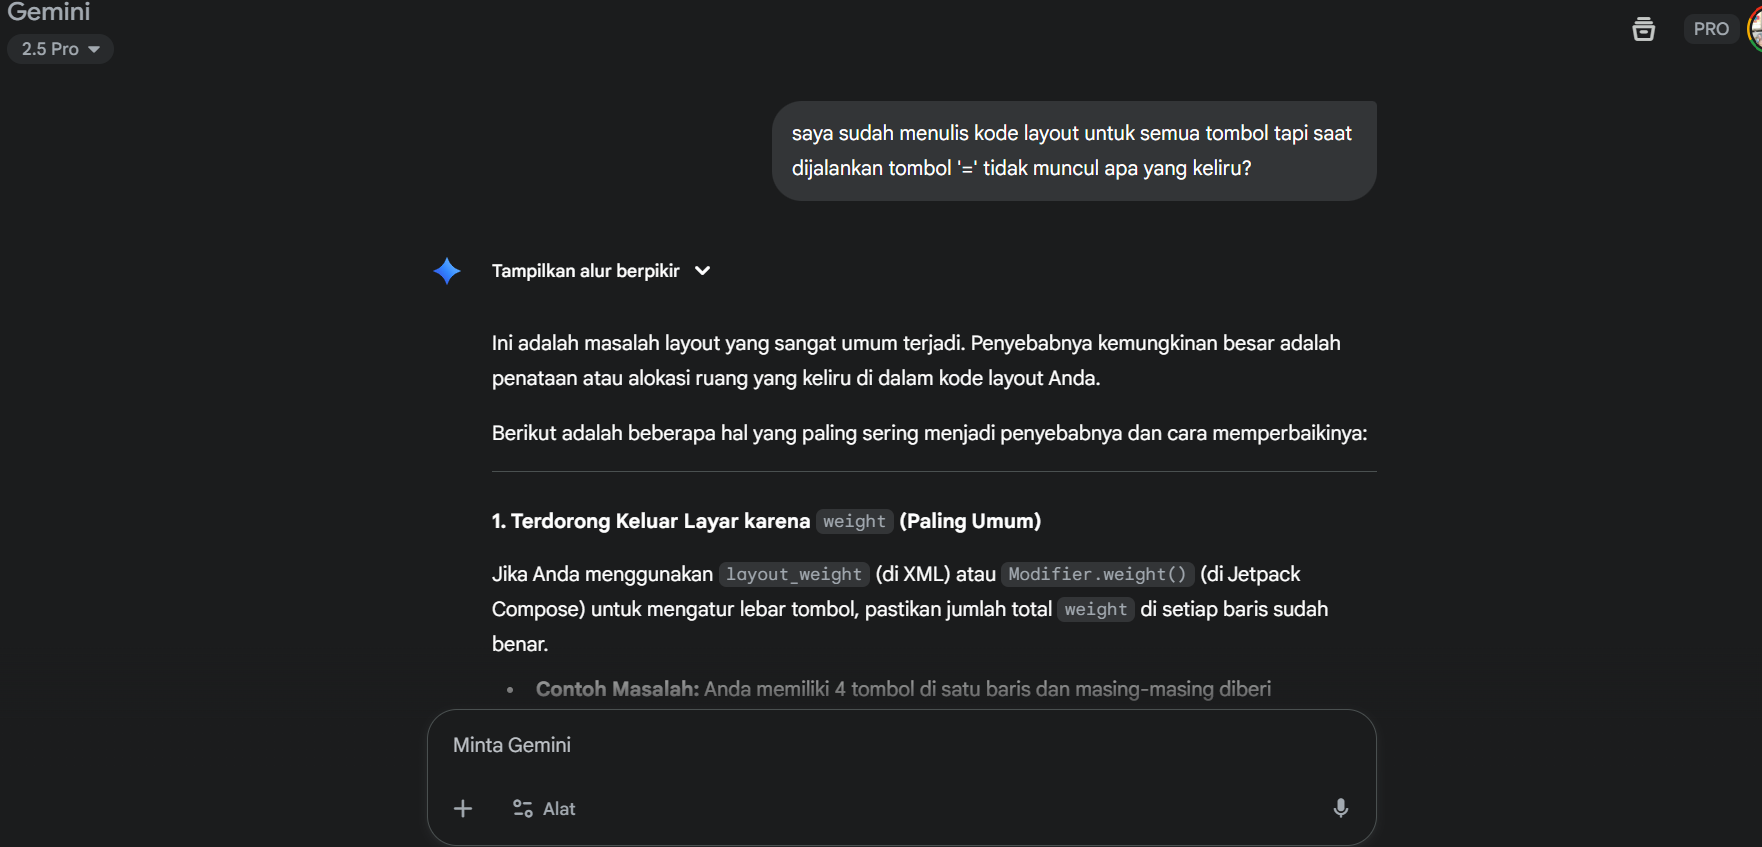 Gemini
2.5 Pro
PRO
saya sudah menulis kode layout untuk semua tombol tapi saat
dijalankan tombol '=' tidak muncul apa yang keliru?
Tampilkan alur berpikir
Ini adalah masalah layout yang sangat umum terjadi. Penyebabnya kemungkinan besar adalah
penataan atau alokasi ruang yang keliru di dalam kode layout Anda.
Berikut adalah beberapa hal yang paling sering menjadi penyebabnya dan cara memperbaikinya:
1. Terdorong Keluar Layar karena weight (Paling Umum)
Jika Anda menggunakan layout_weight (di XML) atau Modifier.weight() (di Jetpack
Compose) untuk mengatur lebar tombol, pastikan jumlah total weight di setiap baris sudah
benar.
• Contoh Masalah: Anda memiliki 4 tombol di satu baris dan masing-masing diberi
Minta Gemini
Alat